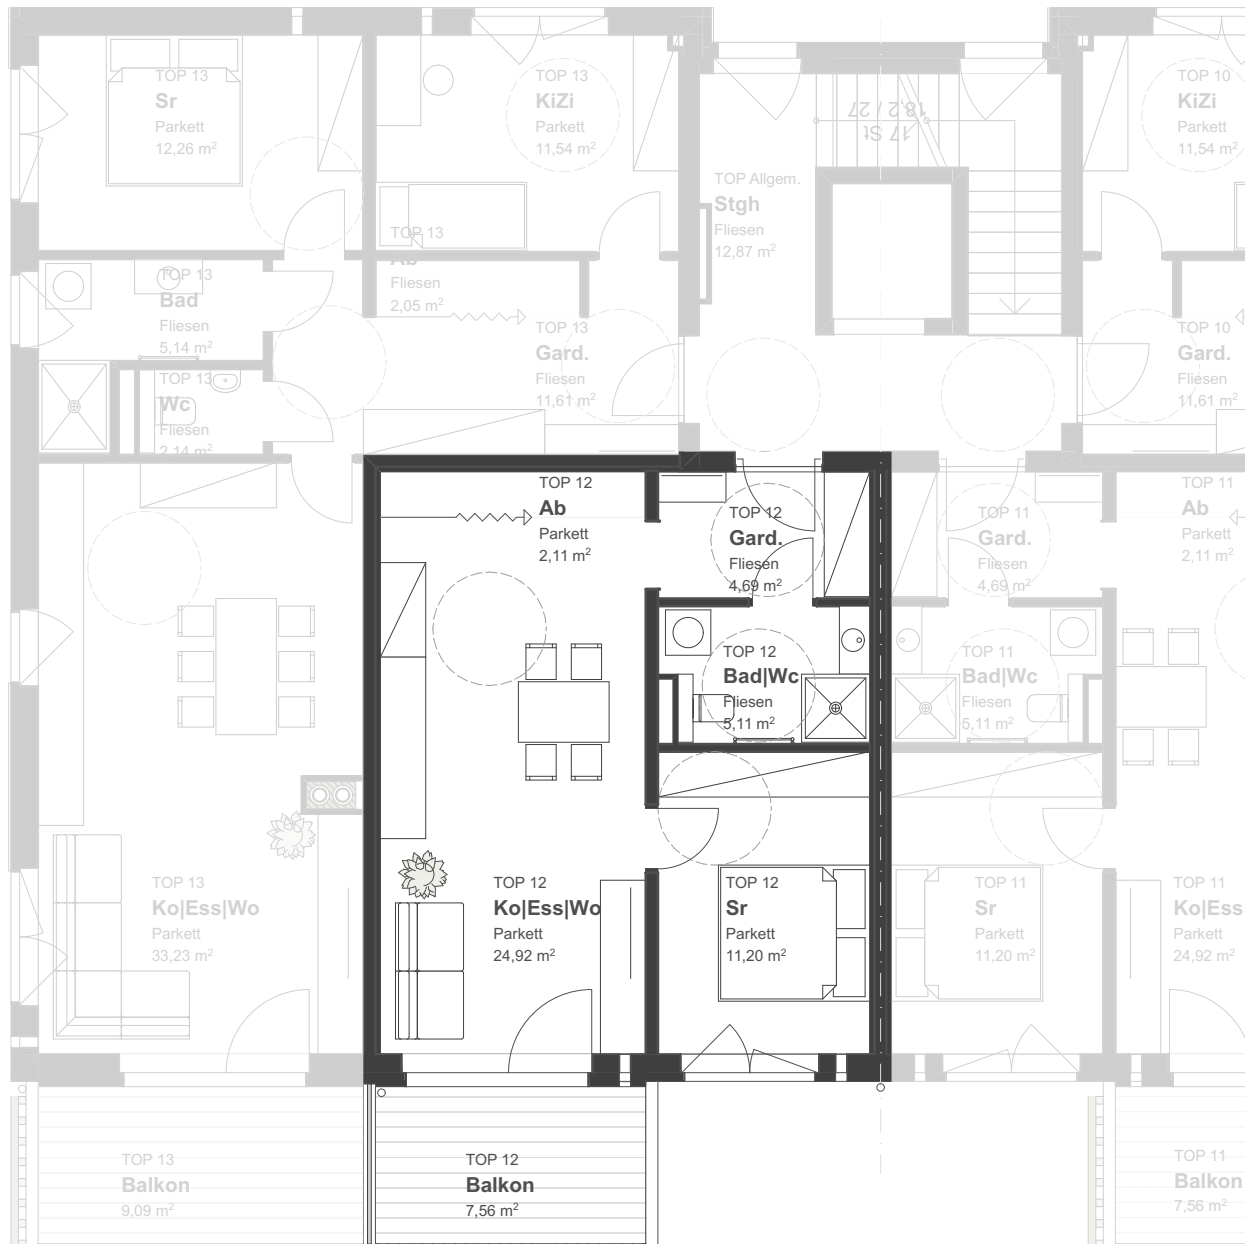 TOP 13
Sr
Parkett
12,26 m²
TOP 13
KiZi
Parkett
11,54 m²
17 St
18,2 / 27
TOP 10
KiZi
Parkett
11,54 m²
TOP Allgem.
Stgh
Fliesen
12,87 m²
TOP 13
Ab
Fliesen
2,05 m²
TOP 13
Bad
Fliesen
5,14 m²
TOP 13
Gard.
Fliesen
11,61 m²
TOP 10
Gard.
Fliesen
11,61 m²
TOP 13
Wc
Fliesen
2,14 m²
TOP 12
Ab
Parkett
2,11 m²
TOP 12
Gard.
Fliesen
4,69 m²
TOP 11
Gard.
Fliesen
4,69 m²
TOP 11
Ab
Parkett
2,11 m²
TOP 12
Bad|Wc
Fliesen
5,11 m²
TOP 11
Bad|Wc
Fliesen
5,11 m²
TOP 13
Ko|Ess|Wo
Parkett
33,23 m²
TOP 12
Ko|Ess|Wo
Parkett
24,92 m²
TOP 12
Sr
Parkett
11,20 m²
TOP 11
Sr
Parkett
11,20 m²
TOP 11
Ko|Ess
Parkett
24,92 m²
TOP 13
Balkon
9,09 m²
TOP 12
Balkon
7,56 m²
TOP 11
Balkon
7,56 m²